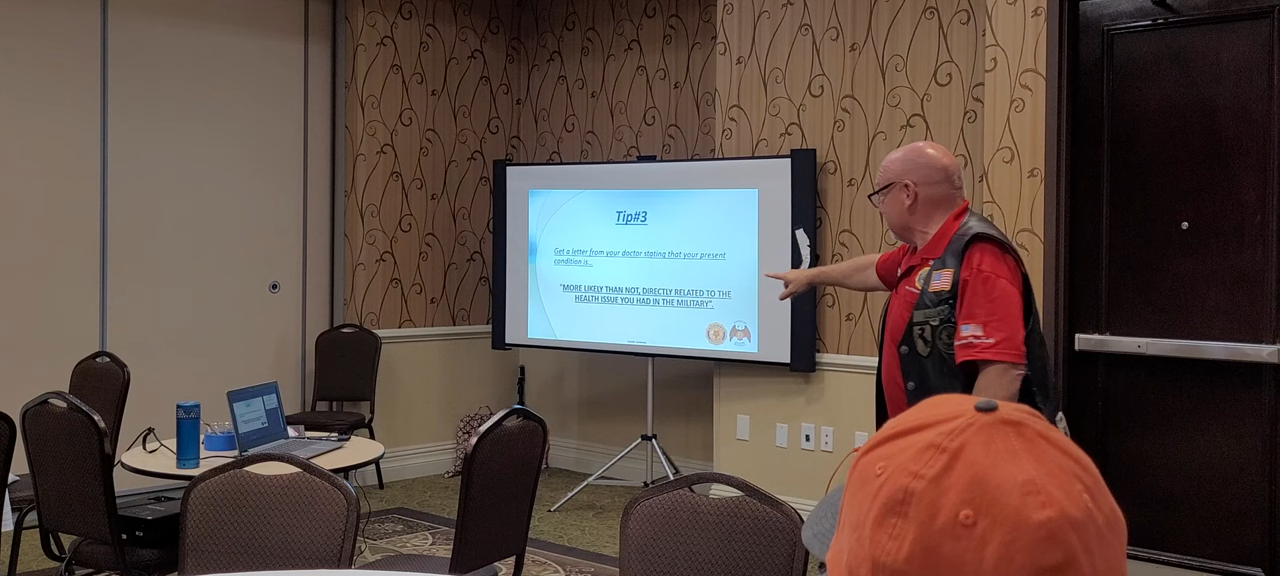 Tip#3
Get a letter from your doctor stating that your present
condition is...
"MORE LIKELY THAN NOT, DIRECTLY RELATED TO THE
HEALTH ISSUE YOU HAD IN THE MILITARY".